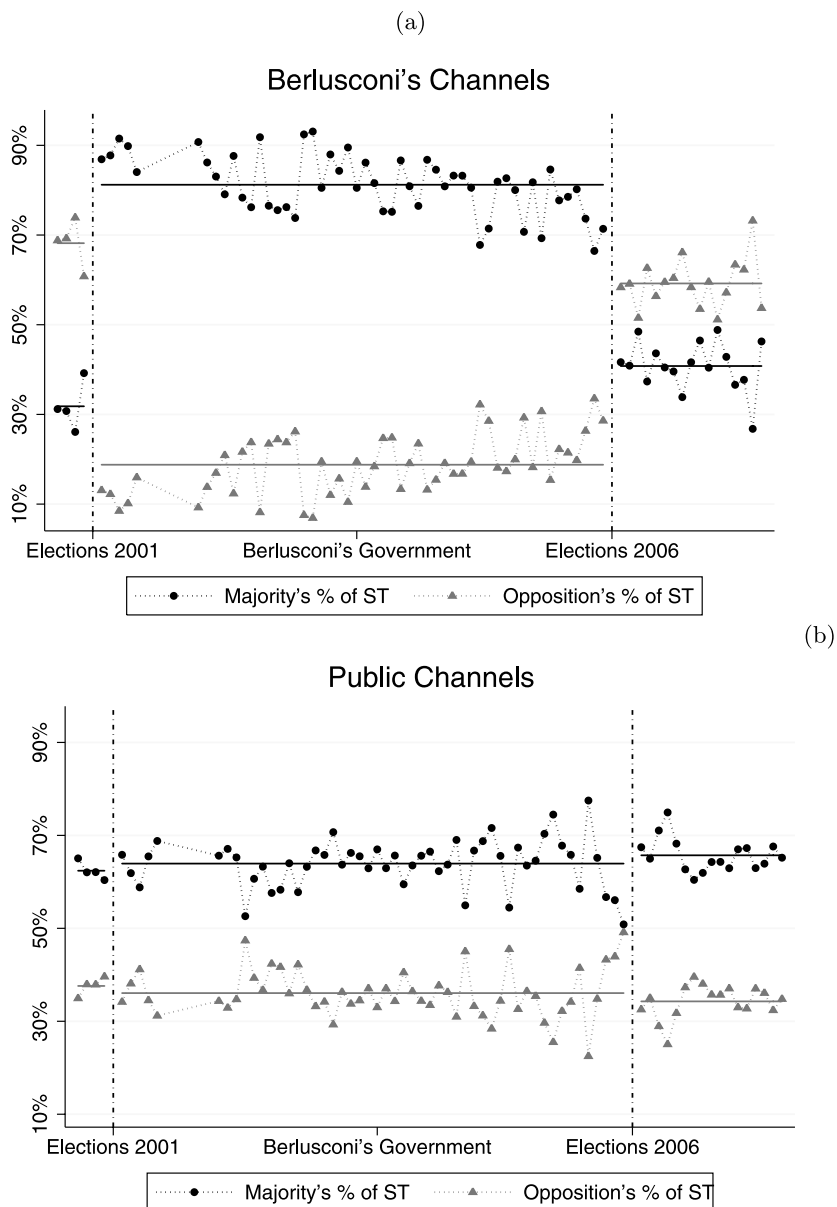 (a)
Berlusconi's Channels
90%
70%
50%
30%
10%
Elections 2001 Berlusconi's Government Elections 2006
Majority's % of ST Opposition's % of ST
(b)
Public Channels
90%
70%
50%
30%
10%
Elections 2001 Berlusconi's Government Elections 2006
Majority's % of ST Opposition's % of ST